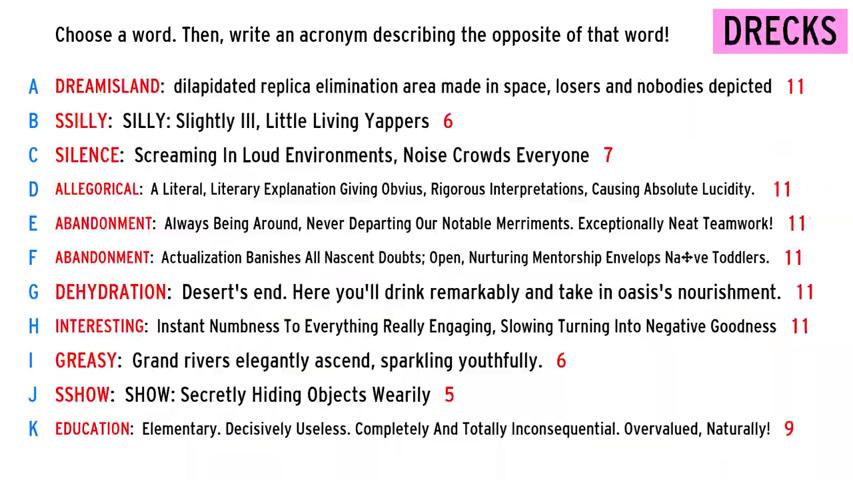 Choose a word. Then, write an acronym describing the opposite of that word!
DRECKS
A DREAMISLAND: dilapidated replica elimination area made in space, losers and nobodies depicted 11
B SSILLY: SILLY: Slightly Ill, Little Living Yappers 6
C SILENCE: Screaming In Loud Environments, Noise Crowds Everyone 7
D ALLEGORICAL: A Literal, Literary Explanation Giving Obvius, Rigorous Interpretations, Causing Absolute Lucidity. 11
E ABANDONMENT: Always Being Around, Never Departing Our Notable Merriments. Exceptionally Neat Teamwork! 11
F ABANDONMENT: Actualization Banishes All Nascent Doubts; Open, Nurturing Mentorship Envelops Na✢ve Toddlers. 11
G DEHYDRATION: Desert's end. Here you'll drink remarkably and take in oasis's nourishment. 11
H INTERESTING: Instant Numbness To Everything Really Engaging, Slowing Turning Into Negative Goodness 11
I GREASY: Grand rivers elegantly ascend, sparkling youthfully. 6
J SSHOW: SHOW: Secretly Hiding Objects Wearily 5
K EDUCATION: Elementary. Decisively Useless. Completely And Totally Inconsequential. Overvalued, Naturally! 9